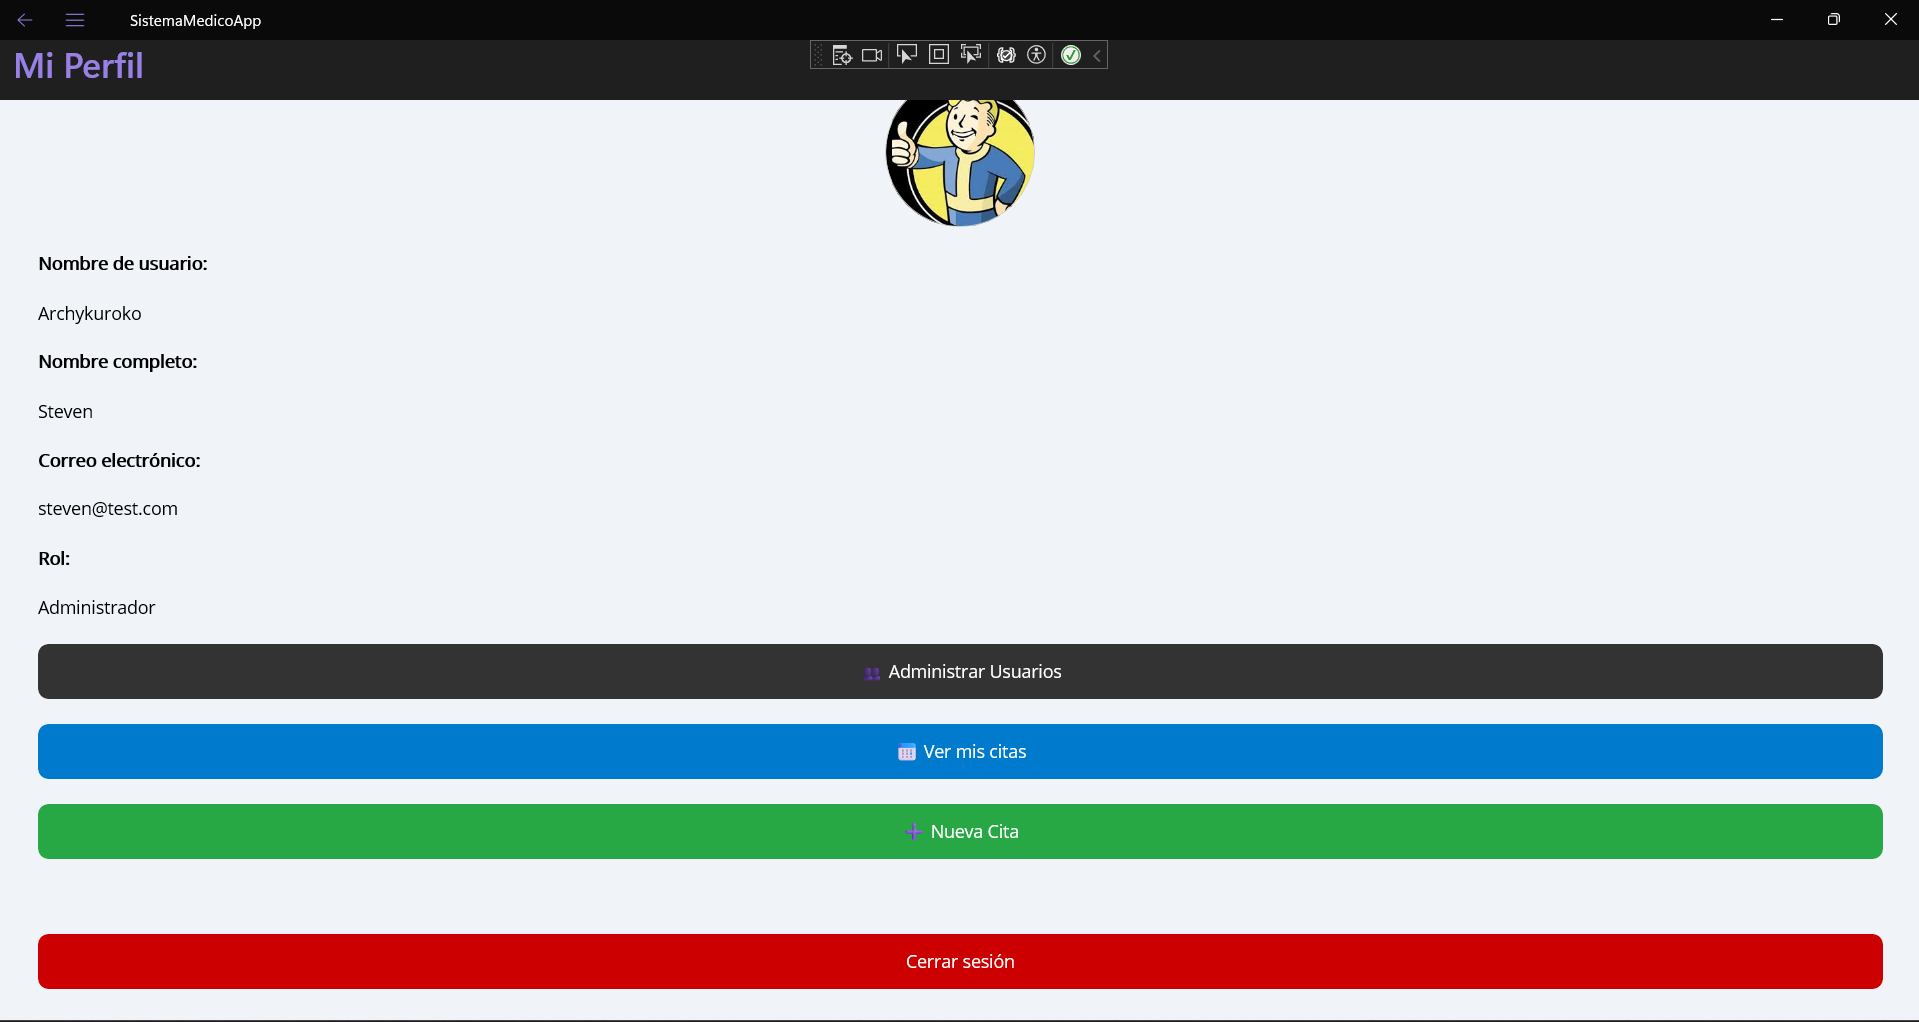 SistemaMedicoApp
Mi Perfil
Nombre de usuario:
Archykuroko
Nombre completo:
Steven
Correo electrónico:
steven@test.com
Rol:
Administrador
Administrar Usuarios
Ver mis citas
Nueva Cita
Cerrar sesión